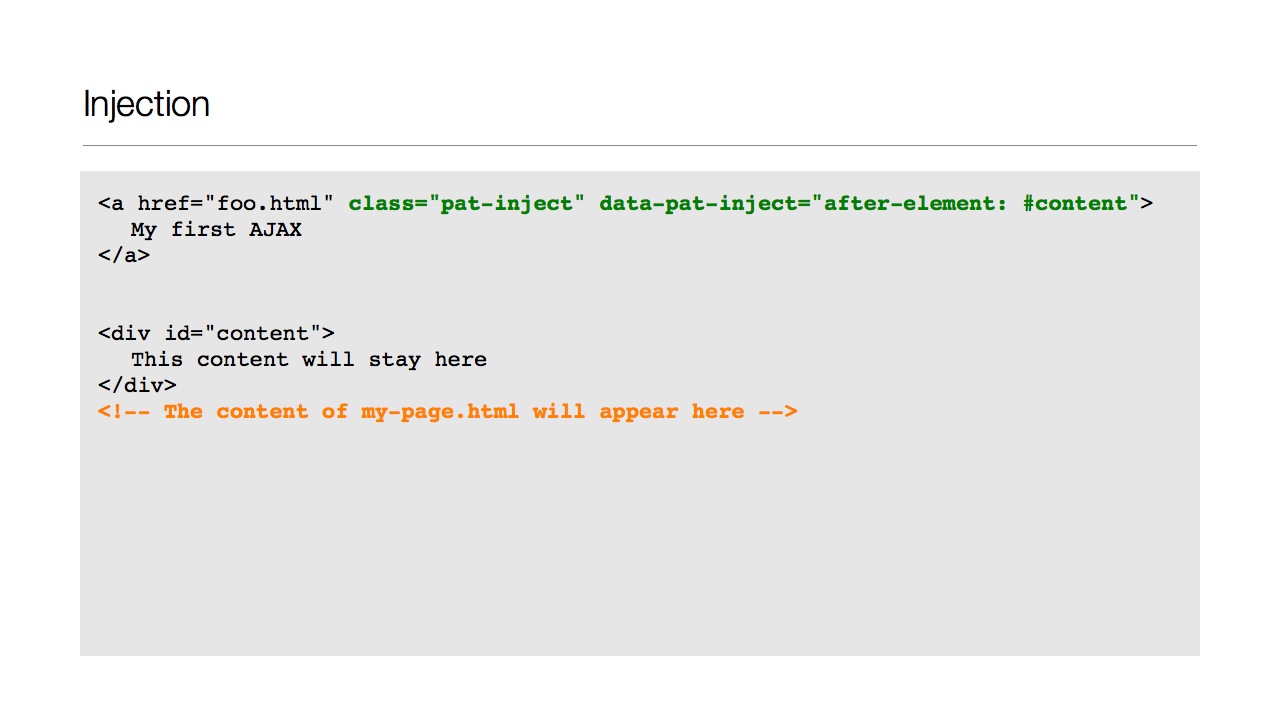 Injection
<a href="foo.html" class="pat-inject" data-pat-inject="after-element: #content">
My first AJAX
</a>
<div id="content">
This content will stay here
</div>
<!-- The content of my-page.html will appear here -->